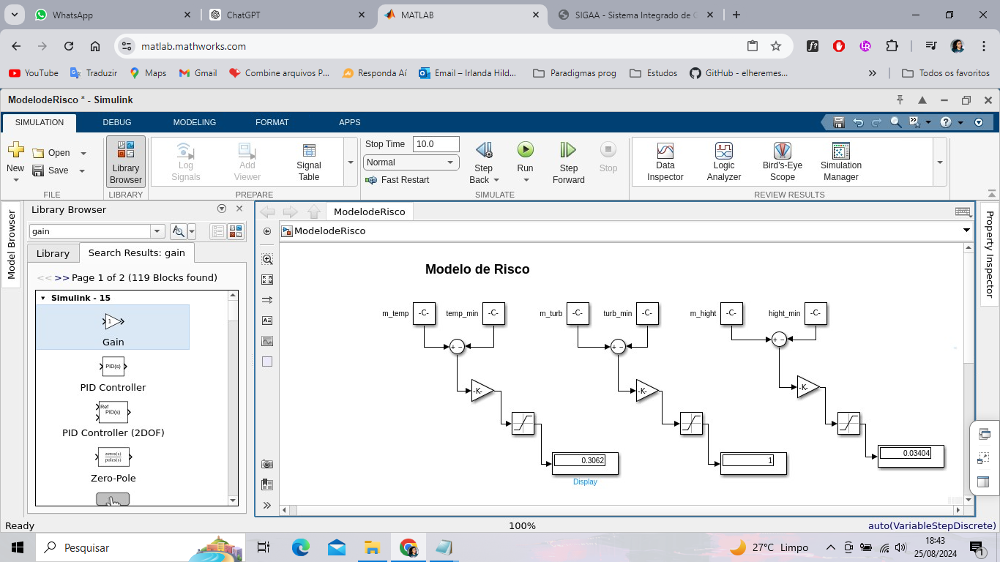 WhatsApp
ChatGPT
MATLAB
SIGAA - Sistema Integrado de G
matlab.mathworks.com
YouTube
Traduzir
Maps
Gmail
Combine arquivos P...
Responda Aí
Email – Irlanda Hild...
Paradigmas prog
Estudos
GitHub - elheremes...
Todos os favoritos
ModelodeRisco * - Simulink
SIMULATION
DEBUG
MODELING
FORMAT
APPS
New
Open
Save
Library Browser
Log Signals
Add Viewer
Signal Table
Stop Time 10.0
Normal
Fast Restart
Step Back
Run
Step Forward
Stop
Data Inspector
Logic Analyzer
Bird's-Eye Scope
Simulation Manager
FILE
LIBRARY
PREPARE
SIMULATE
REVIEW RESULTS
Model Browser
Library Browser
gain
Library
Search Results: gain
<< >> Page 1 of 2 (119 Blocks found)
Simulink - 15
1
Gain
PID(s)
PID Controller
Ref
PID(s)
PID Controller (2DOF)
zeros(s)
poles(s)
Zero-Pole
ModelodeRisco
ModelodeRisco
Modelo de Risco
m_temp -C- temp_min -C- m_turb -C- turb_min -C- m_hight -C- hight_min -C-
+ − + − + −
-K- -K- -K-
0.3062 1 0.03404
Display
Property Inspector
Ready
100%
auto(VariableStepDiscrete)
Pesquisar
27°C Limpo
18:43
25/08/2024
1